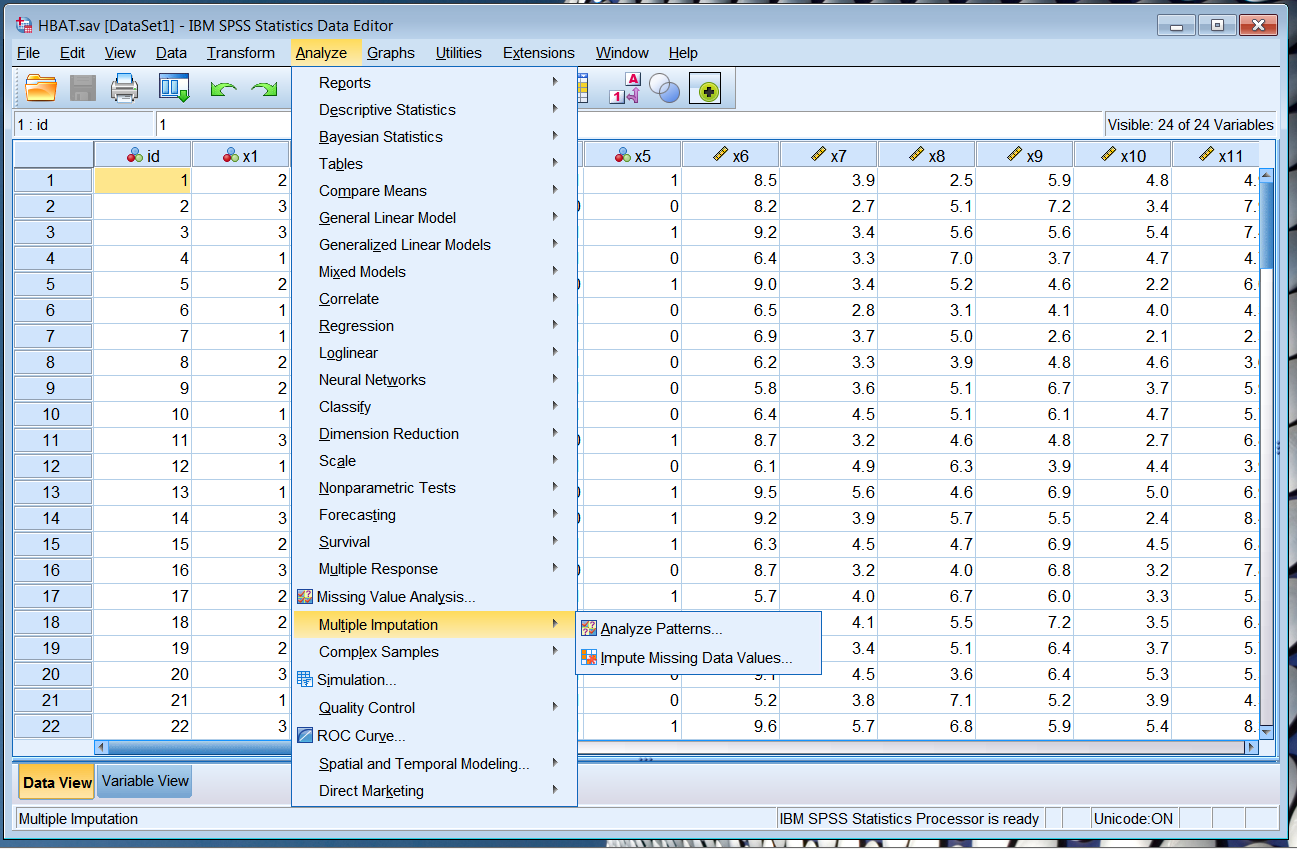 HBAT.sav [DataSet1] - IBM SPSS Statistics Data Editor
File Edit View Data Transform Analyze Graphs Utilities Extensions Window Help
1 : id 1 Visible: 24 of 24 Variables
id x1 x5 x6 x7 x8 x9 x10 x11
1 1 2 1 8.5 3.9 2.5 5.9 4.8 4.
2 2 3 0 8.2 2.7 5.1 7.2 3.4 7.
3 3 3 1 9.2 3.4 5.6 5.6 5.4 7.
4 4 1 0 6.4 3.3 7.0 3.7 4.7 4.
5 5 2 1 9.0 3.4 5.2 4.6 2.2 6.
6 6 1 0 6.5 2.8 3.1 4.1 4.0 4.
7 7 1 0 6.9 3.7 5.0 2.6 2.1 2.
8 8 2 0 6.2 3.3 3.9 4.8 4.6 3.
9 9 2 0 5.8 3.6 5.1 6.7 3.7 5.
10 10 1 0 6.4 4.5 5.1 6.1 4.7 5.
11 11 3 1 8.7 3.2 4.6 4.8 2.7 6.
12 12 1 0 6.1 4.9 6.3 3.9 4.4 3.
13 13 1 1 9.5 5.6 4.6 6.9 5.0 6.
14 14 3 1 9.2 3.9 5.7 5.5 2.4 8.
15 15 2 1 6.3 4.5 4.7 6.9 4.5 6.
16 16 3 0 8.7 3.2 4.0 6.8 3.2 7.
17 17 2 1 5.7 4.0 6.7 6.0 3.3 5.
18 18 2 4.1 5.5 7.2 3.5 6.
19 19 2 3.4 5.1 6.4 3.7 5.
20 20 3 4.5 3.6 6.4 5.3 5.
21 21 1 0 5.2 3.8 7.1 5.2 3.9 4.
22 22 3 1 9.6 5.7 6.8 5.9 5.4 8.
Reports
Descriptive Statistics
Bayesian Statistics
Tables
Compare Means
General Linear Model
Generalized Linear Models
Mixed Models
Correlate
Regression
Loglinear
Neural Networks
Classify
Dimension Reduction
Scale
Nonparametric Tests
Forecasting
Survival
Multiple Response
Missing Value Analysis...
Multiple Imputation
Complex Samples
Simulation...
Quality Control
ROC Curve...
Spatial and Temporal Modeling...
Direct Marketing
Analyze Patterns...
Impute Missing Data Values...
Data View Variable View
Multiple Imputation IBM SPSS Statistics Processor is ready Unicode:ON